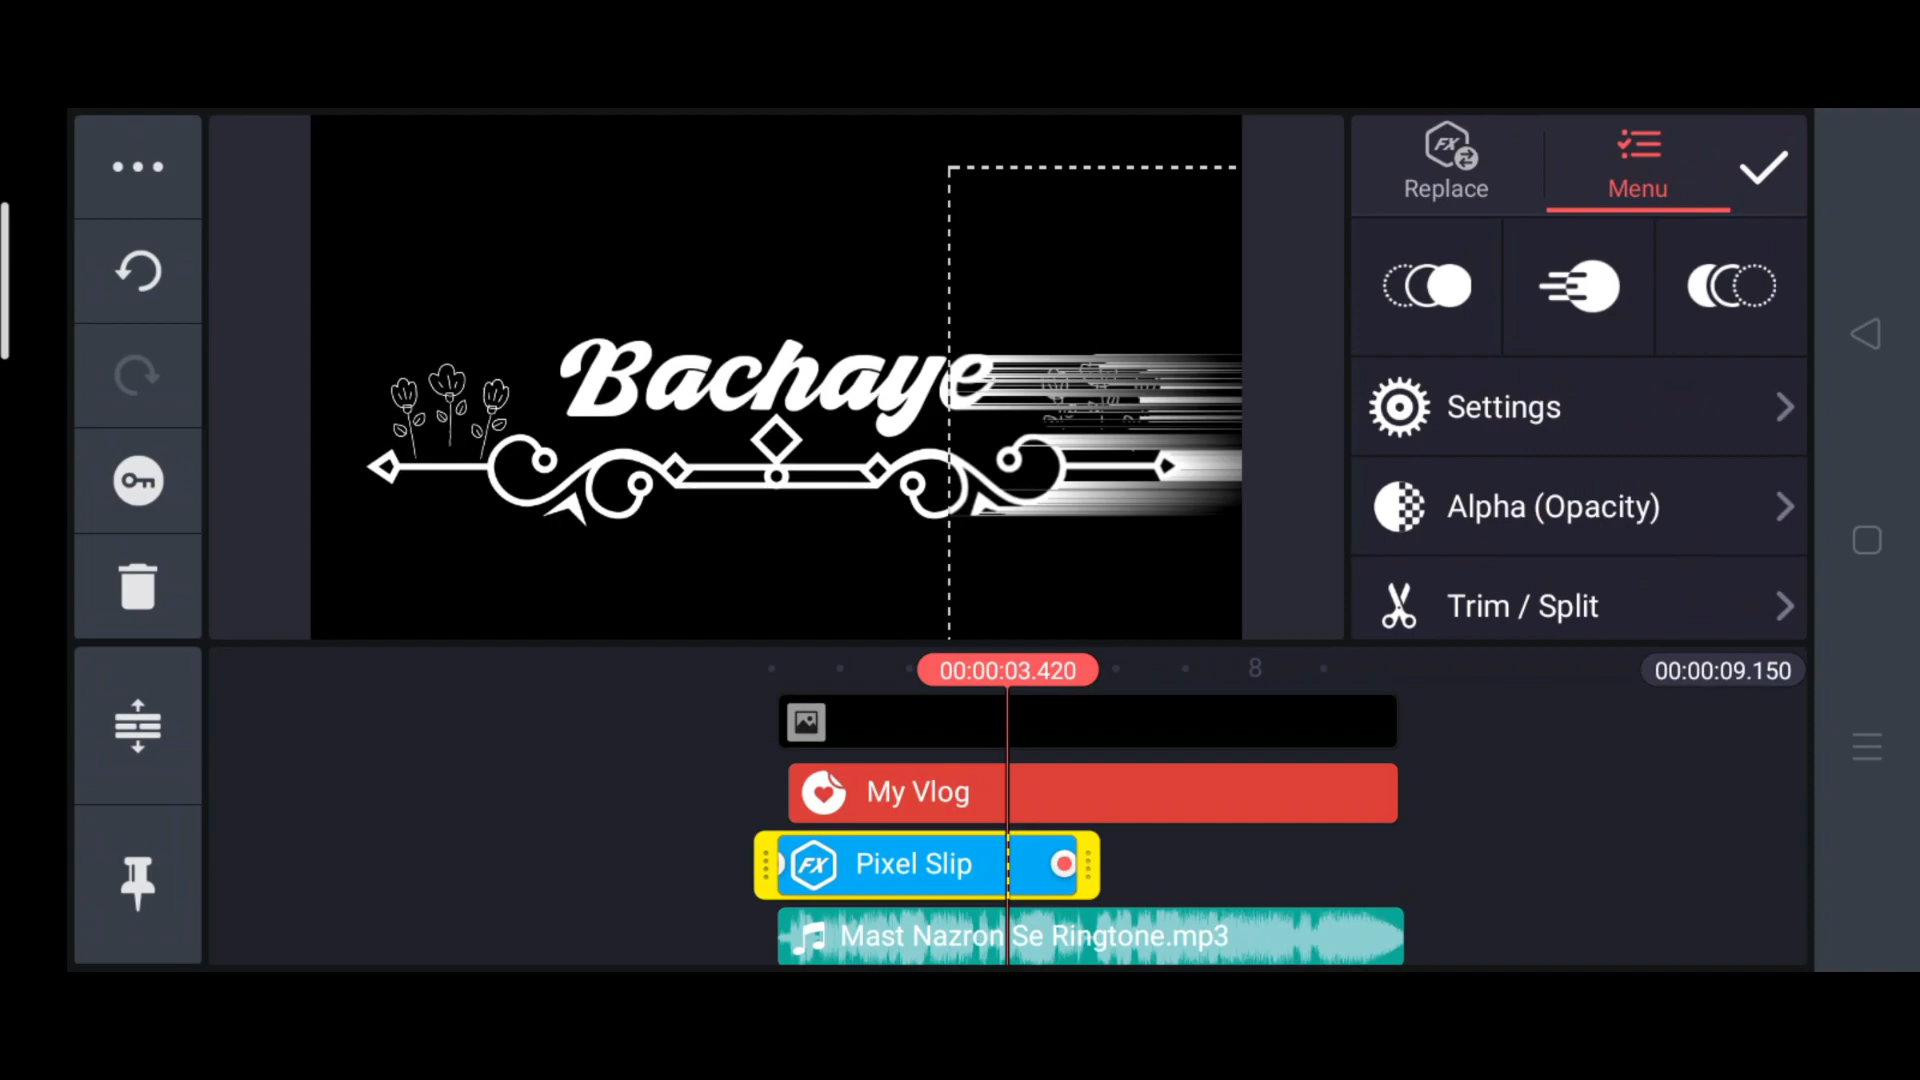 Replace
Menu
Bachaye
Settings
Alpha (Opacity)
Trim / Split
00:00:03.420
8
00:00:09.150
My Vlog
FX Pixel Slip
Mast Nazron Se Ringtone.mp3